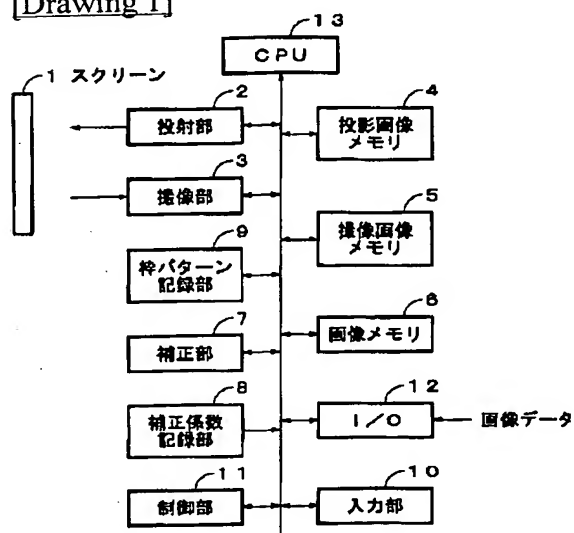 [Drawing 1]
13
CPU
1 スクリーン
2
投射部
4
投影画像
メモリ
3
撮像部
5
撮像画像
メモリ
9
枠パターン
記録部
6
画像メモリ
7
補正部
12
I/O
画像データ
8
補正係数
記録部
11
制御部
10
入力部